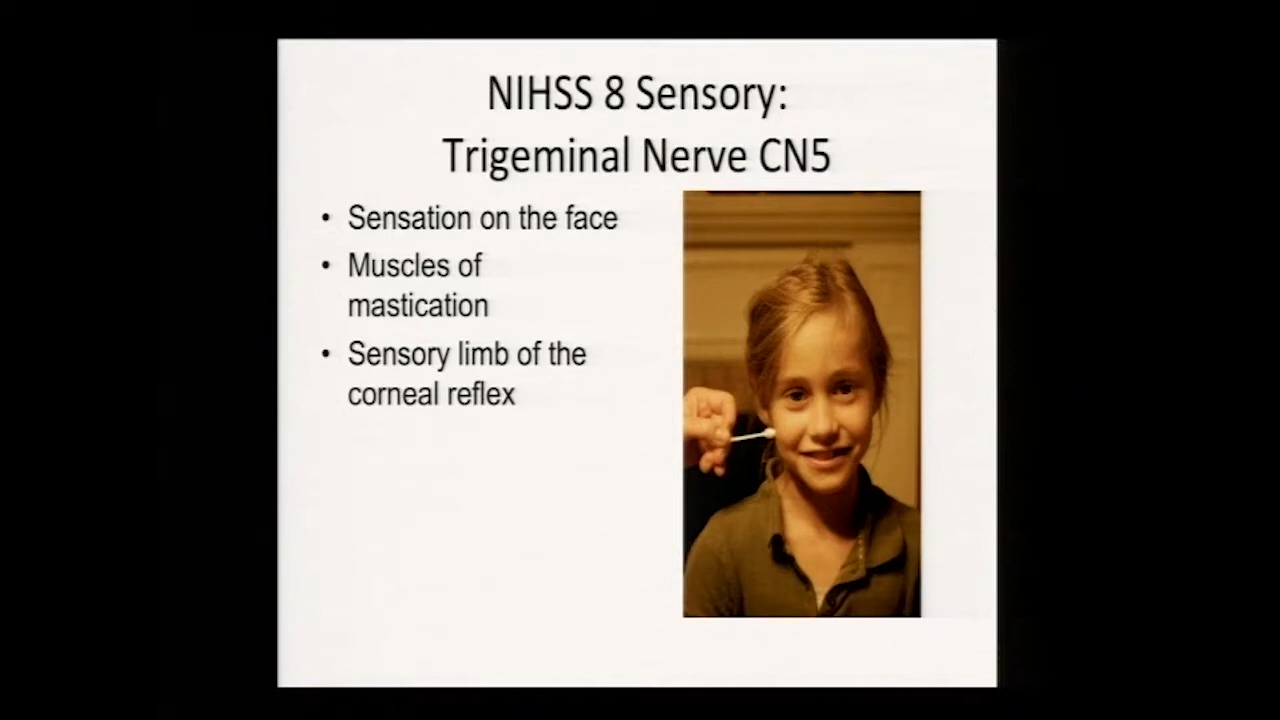 NIHSS 8 Sensory:
Trigeminal Nerve CN5
• Sensation on the face
• Muscles of
mastication
• Sensory limb of the
corneal reflex